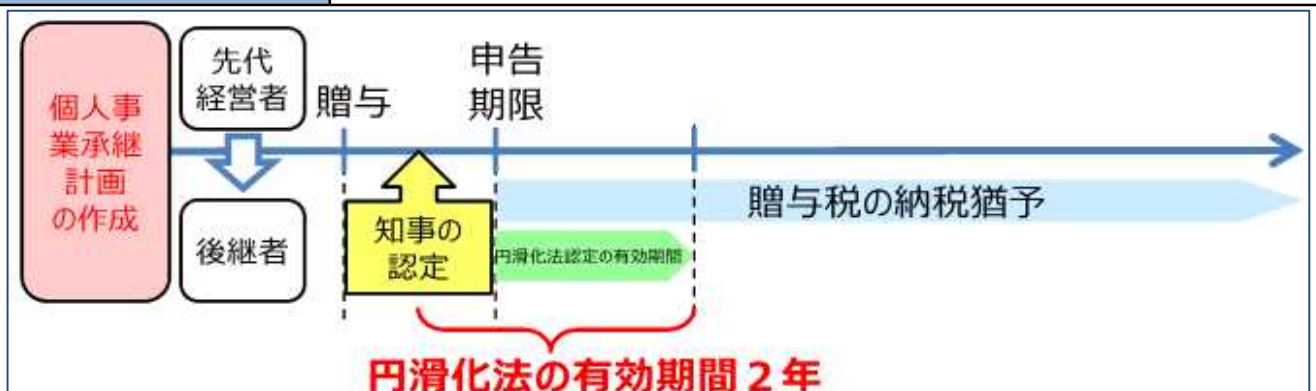 個人事
業承継
計画
の作成
先代
経営者
後継者
贈与
申告
期限
知事の
認定
贈与税の納税猶予
円滑化法認定の有効期間
円滑化法の有効期間２年